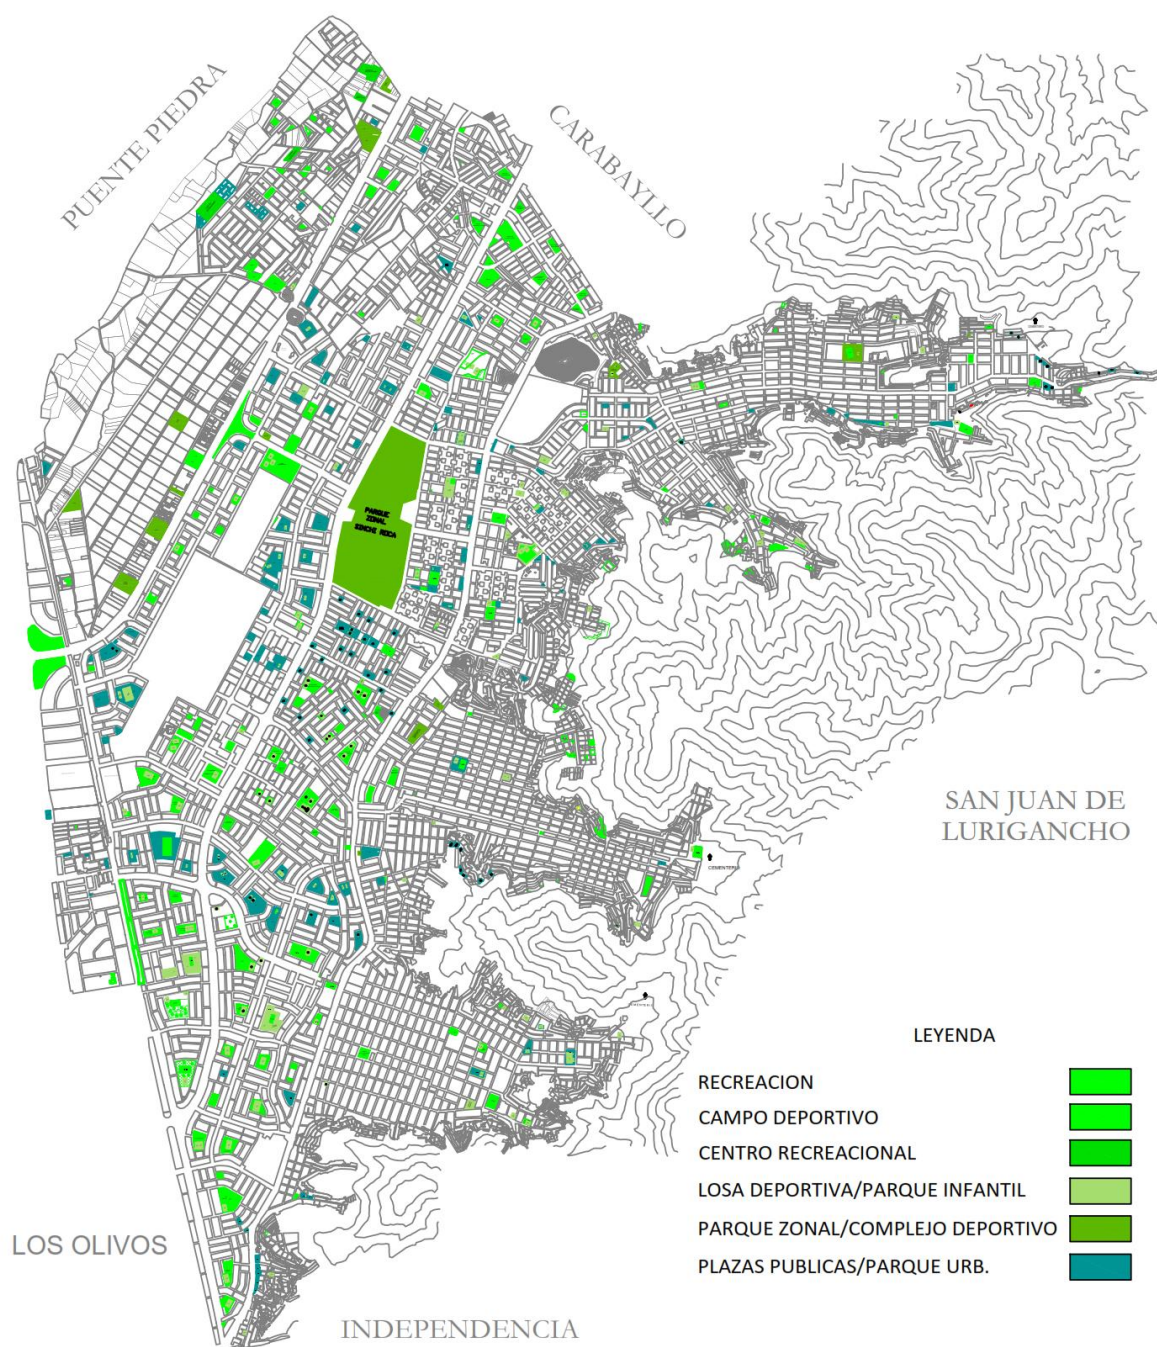 PUENTE PIEDRA
CARABAYLLO
PARQUE
ZONAL
SINCHI ROCA
SAN JUAN DE
LURIGANCHO
CEMENTERIO
LEYENDA
RECREACION
CAMPO DEPORTIVO
CENTRO RECREACIONAL
LOSA DEPORTIVA/PARQUE INFANTIL
PARQUE ZONAL/COMPLEJO DEPORTIVO
PLAZAS PUBLICAS/PARQUE URB.
LOS OLIVOS
INDEPENDENCIA